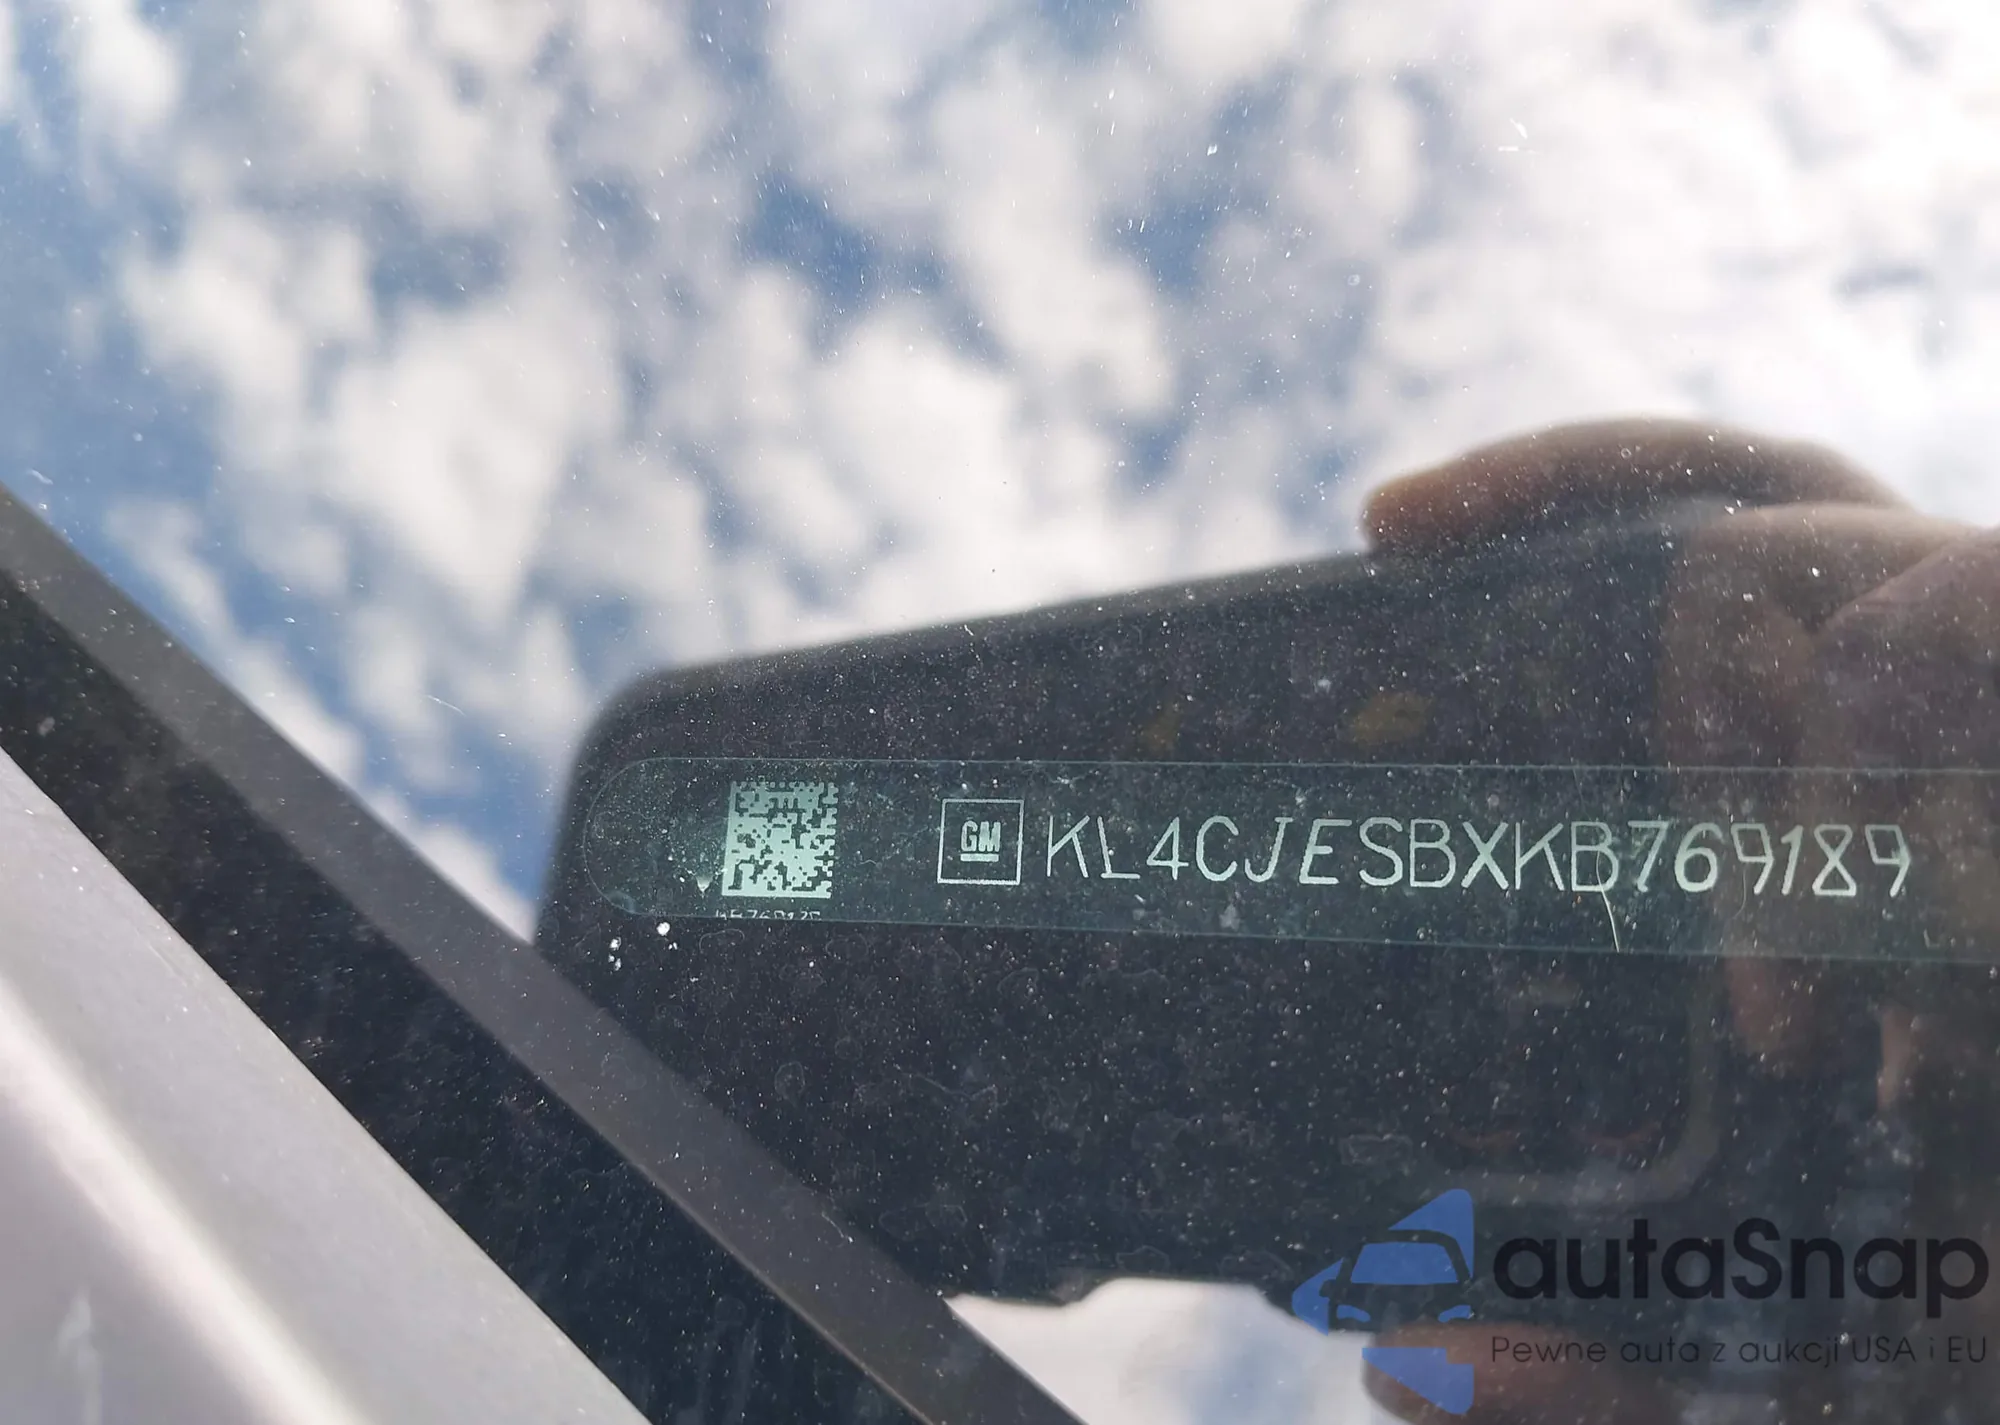 GM KL4CJESBXKB769189
autaSnap
Pewne auta z aukcji USA i EU